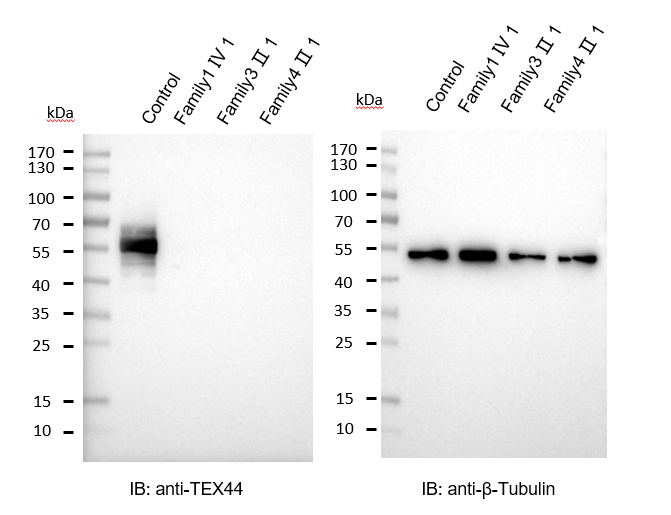 kDa
Control
Family1 IV 1
Family3 II 1
Family4 II 1
170
130
100
70
55
40
35
25
15
10
IB: anti-TEX44
kDa
Control
Family1 IV 1
Family3 II 1
Family4 II 1
170
130
100
70
55
40
35
25
15
10
IB: anti-β-Tubulin